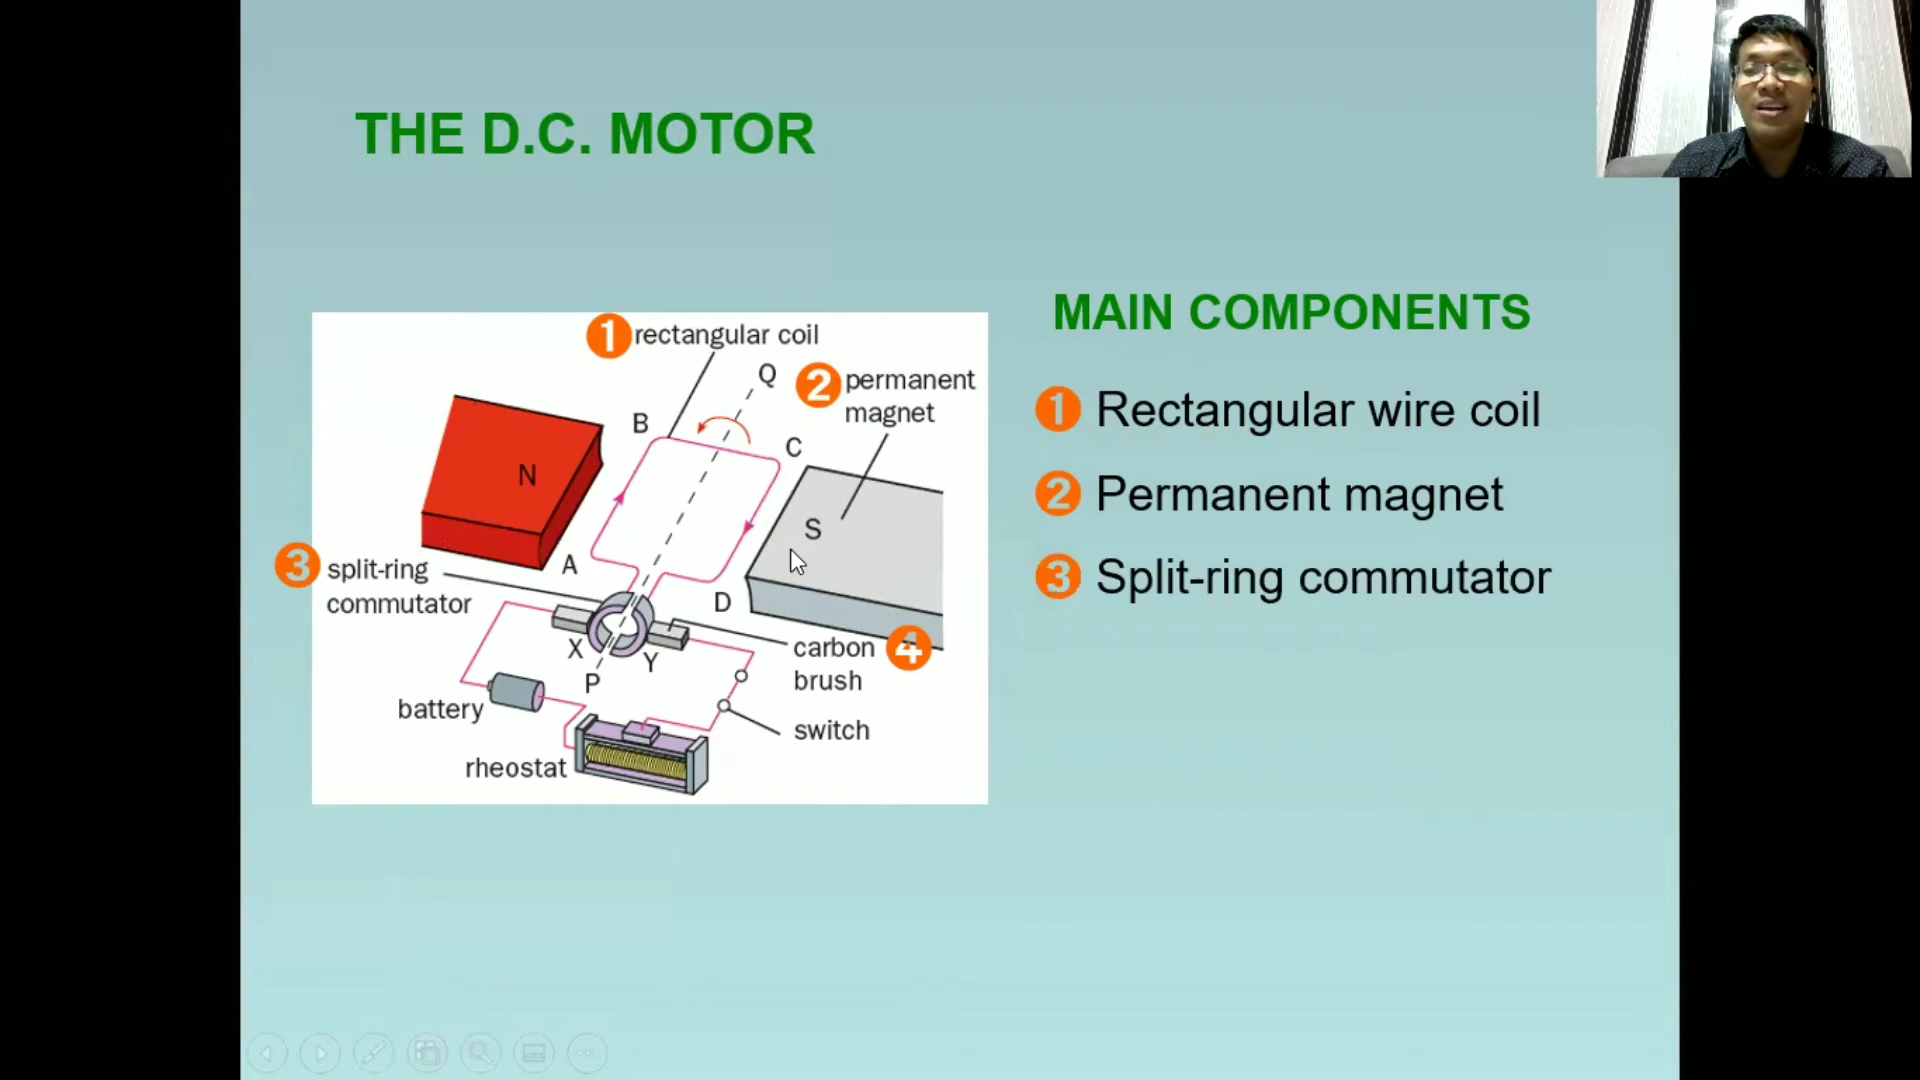 THE D.C. MOTOR
1 rectangular coil
Q
2 permanent
magnet
B
C
N
S
A
3 split-ring
commutator
D
X
Y
carbon 4
brush
P
battery
switch
rheostat
MAIN COMPONENTS
1 Rectangular wire coil
2 Permanent magnet
3 Split-ring commutator